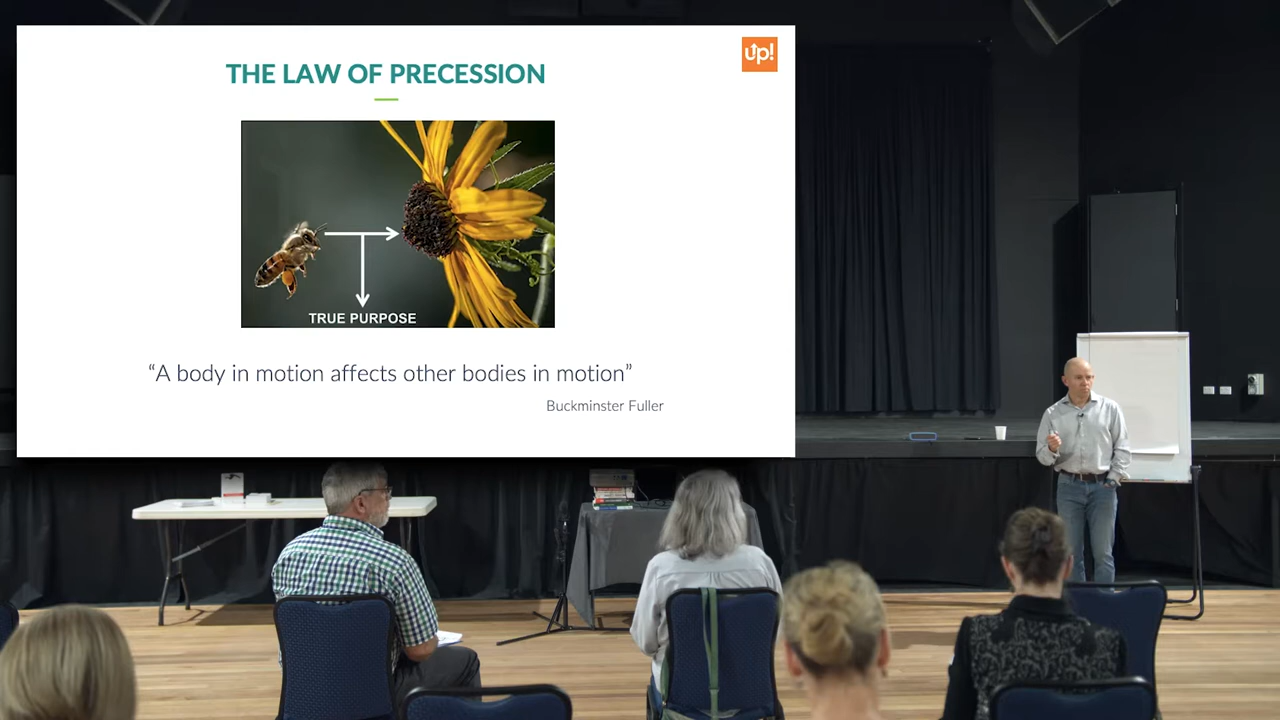 up!
THE LAW OF PRECESSION
TRUE PURPOSE
“A body in motion affects other bodies in motion”
Buckminster Fuller